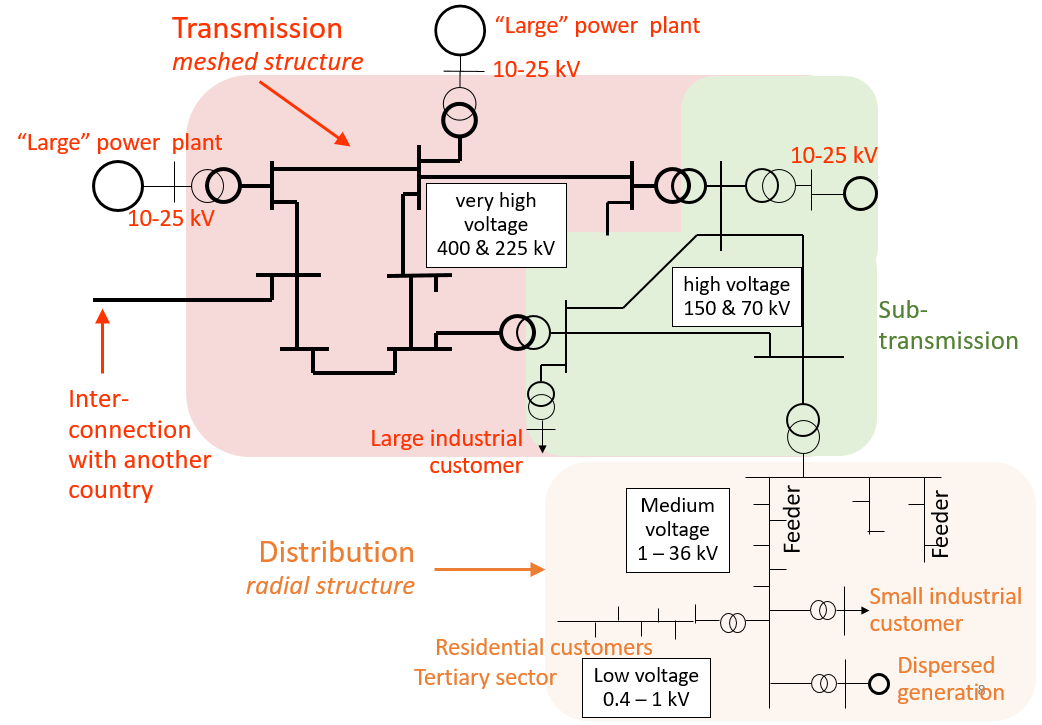 Transmission
meshed structure
“Large” power plant
10-25 kV
“Large” power plant
10-25 kV
10-25 kV
very high
voltage
400 & 225 kV
high voltage
150 & 70 kV
Sub-
transmission
Inter-
connection
with another
country
Large industrial
customer
Distribution
radial structure
Medium
voltage
1 – 36 kV
Feeder
Feeder
Small industrial
customer
Residential customers
Tertiary sector
Low voltage
0.4 – 1 kV
Dispersed
generation